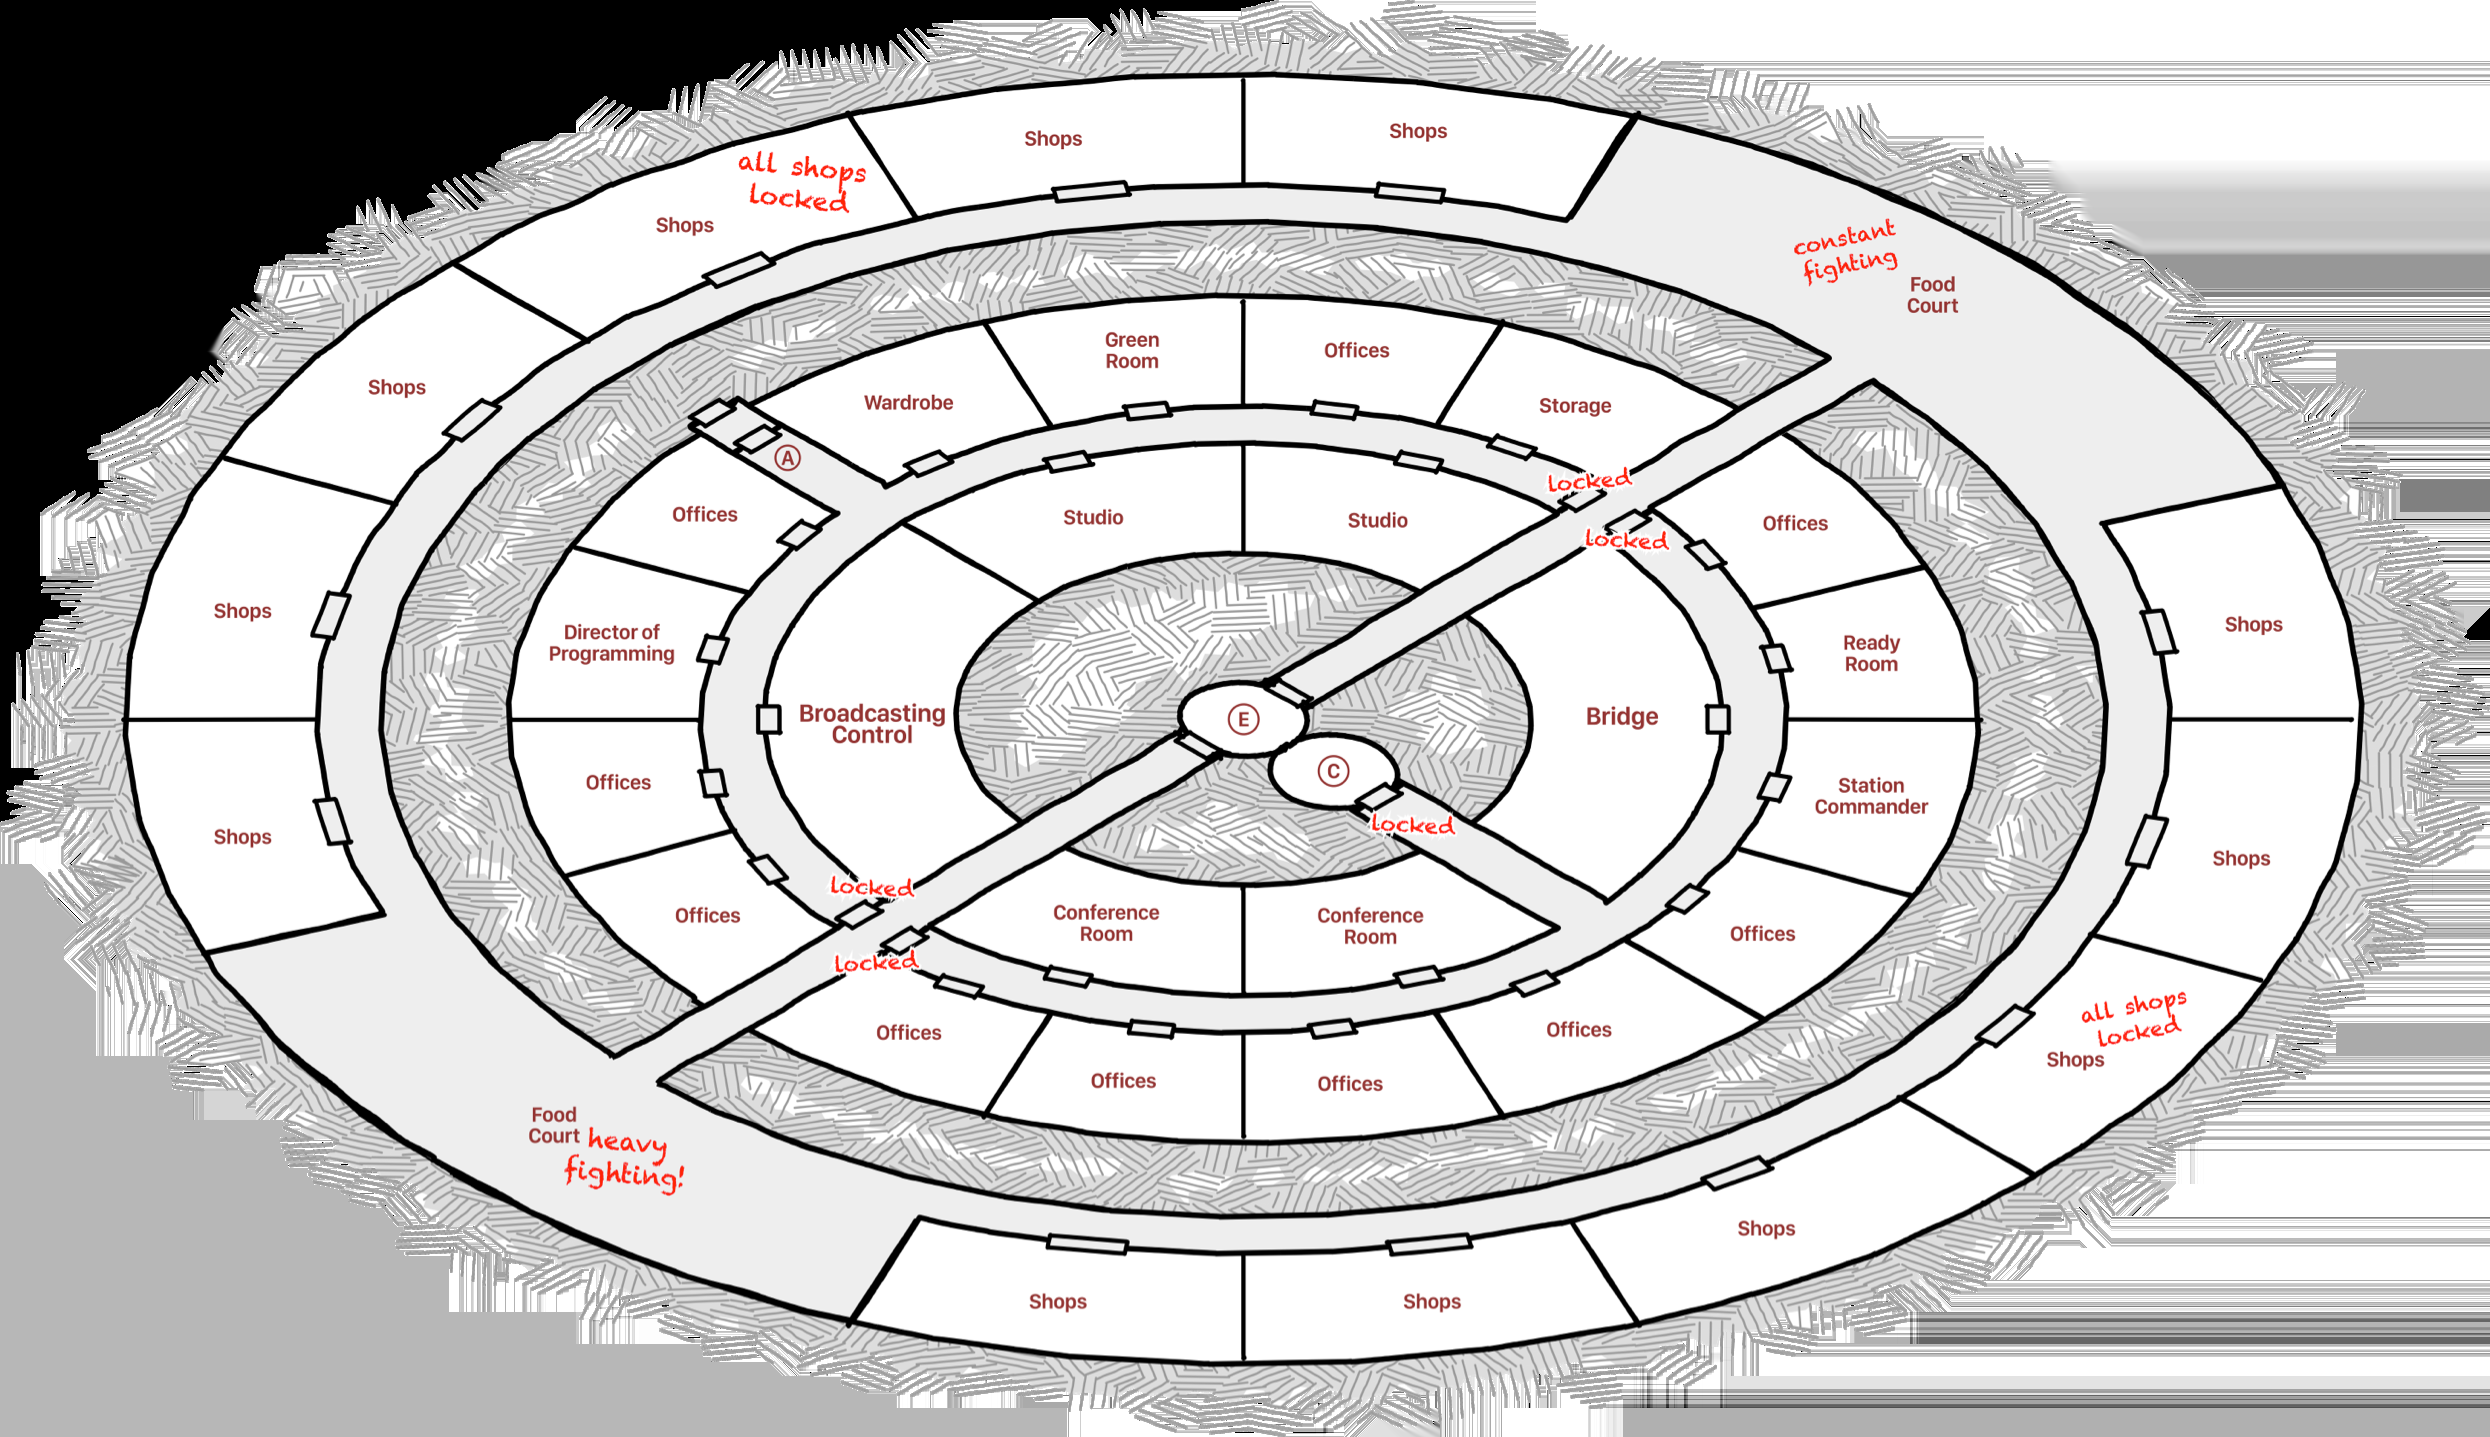 Shops
Shops
all shops
locked
Shops
constant
fighting
Food
Court
Green
Room
Offices
Shops
Wardrobe
Storage
A
locked
Offices
Studio
Studio
Offices
locked
Shops
Shops
Director of
Programming
Ready
Room
Broadcasting
Control
E
Bridge
C
Offices
Station
Commander
locked
Shops
Shops
locked
Offices
Conference
Room
Conference
Room
Offices
locked
all shops
locked
Shops
Offices
Offices
Offices
Offices
Food
Court
heavy
fighting!
Shops
Shops
Shops